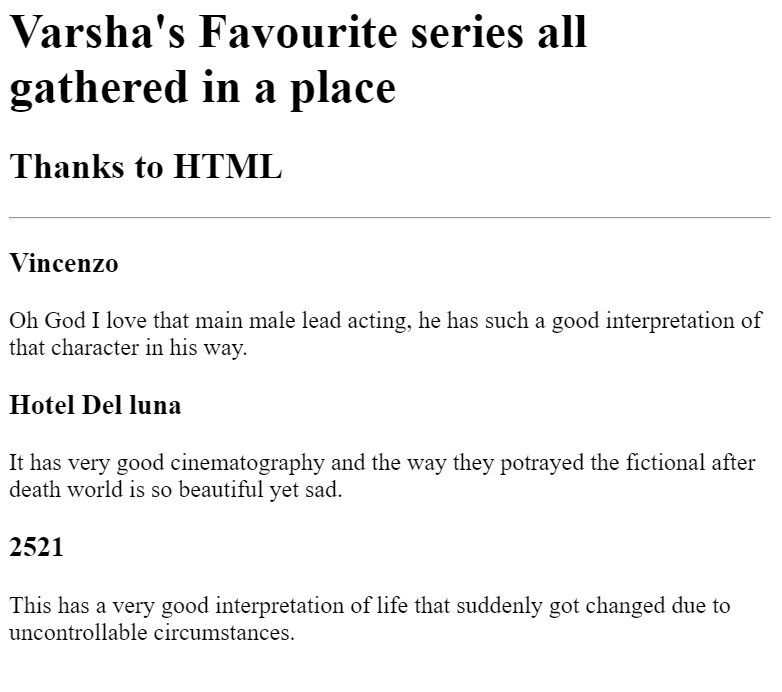 Varsha's Favourite series all
gathered in a place
Thanks to HTML
Vincenzo
Oh God I love that main male lead acting, he has such a good interpretation of
that character in his way.
Hotel Del luna
It has very good cinematography and the way they potrayed the fictional after
death world is so beautiful yet sad.
2521
This has a very good interpretation of life that suddenly got changed due to
uncontrollable circumstances.